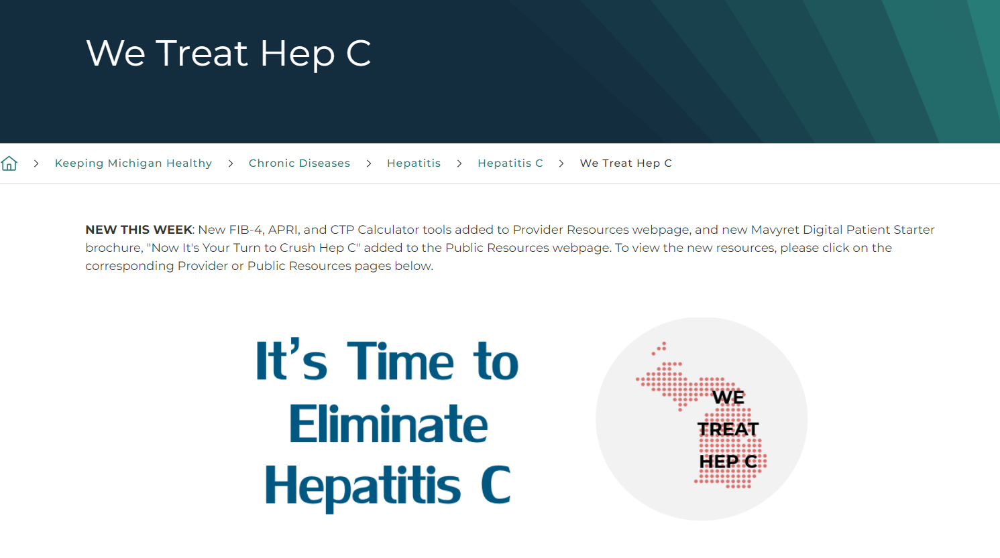 We Treat Hep C
Keeping Michigan Healthy > Chronic Diseases > Hepatitis > Hepatitis C > We Treat Hep C
NEW THIS WEEK: New FIB-4, APRI, and CTP Calculator tools added to Provider Resources webpage, and new Mavyret Digital Patient Starter
brochure, "Now It's Your Turn to Crush Hep C" added to the Public Resources webpage. To view the new resources, please click on the
corresponding Provider or Public Resources pages below.
It’s Time to
Eliminate
Hepatitis C
WE
TREAT
HEP C